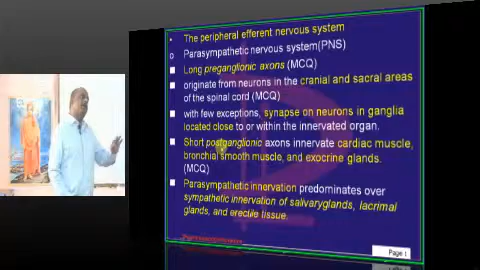 The peripheral efferent nervous system
Parasympathetic nervous system(PNS)
Long preganglionic axons (MCQ)
originate from neurons in the cranial and sacral areas
of the spinal cord (MCQ)
with few exceptions, synapse on neurons in ganglia
located close to or within the innervated organ.
Short postganglionic axons innervate cardiac muscle,
bronchial smooth muscle, and exocrine glands.
(MCQ)
Parasympathetic innervation predominates over
sympathetic innervation of salivaryglands, lacrimal
glands, and erectile tissue.
Page 1